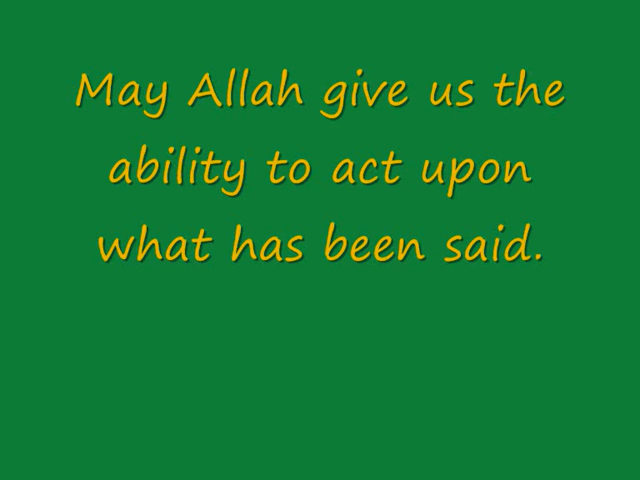 May Allah give us the
ability to act upon
what has been said.